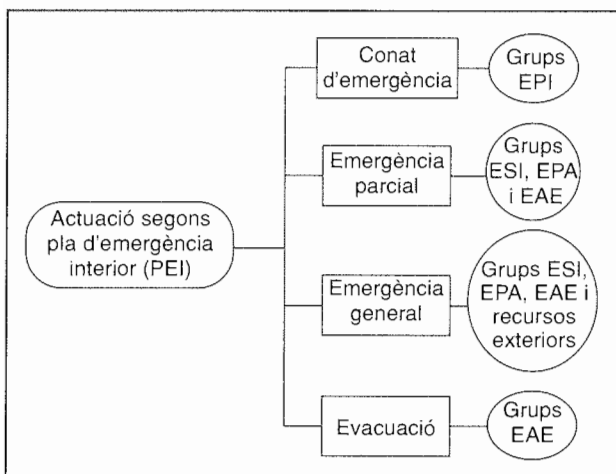 Actuació segons
pla d'emergència
interior (PEI)
Conat
d'emergència
Grups
EPI
Emergència
parcial
Grups
ESI, EPA
i EAE
Emergència
general
Grups ESI,
EPA, EAE i
recursos
exteriors
Evacuació
Grups
EAE